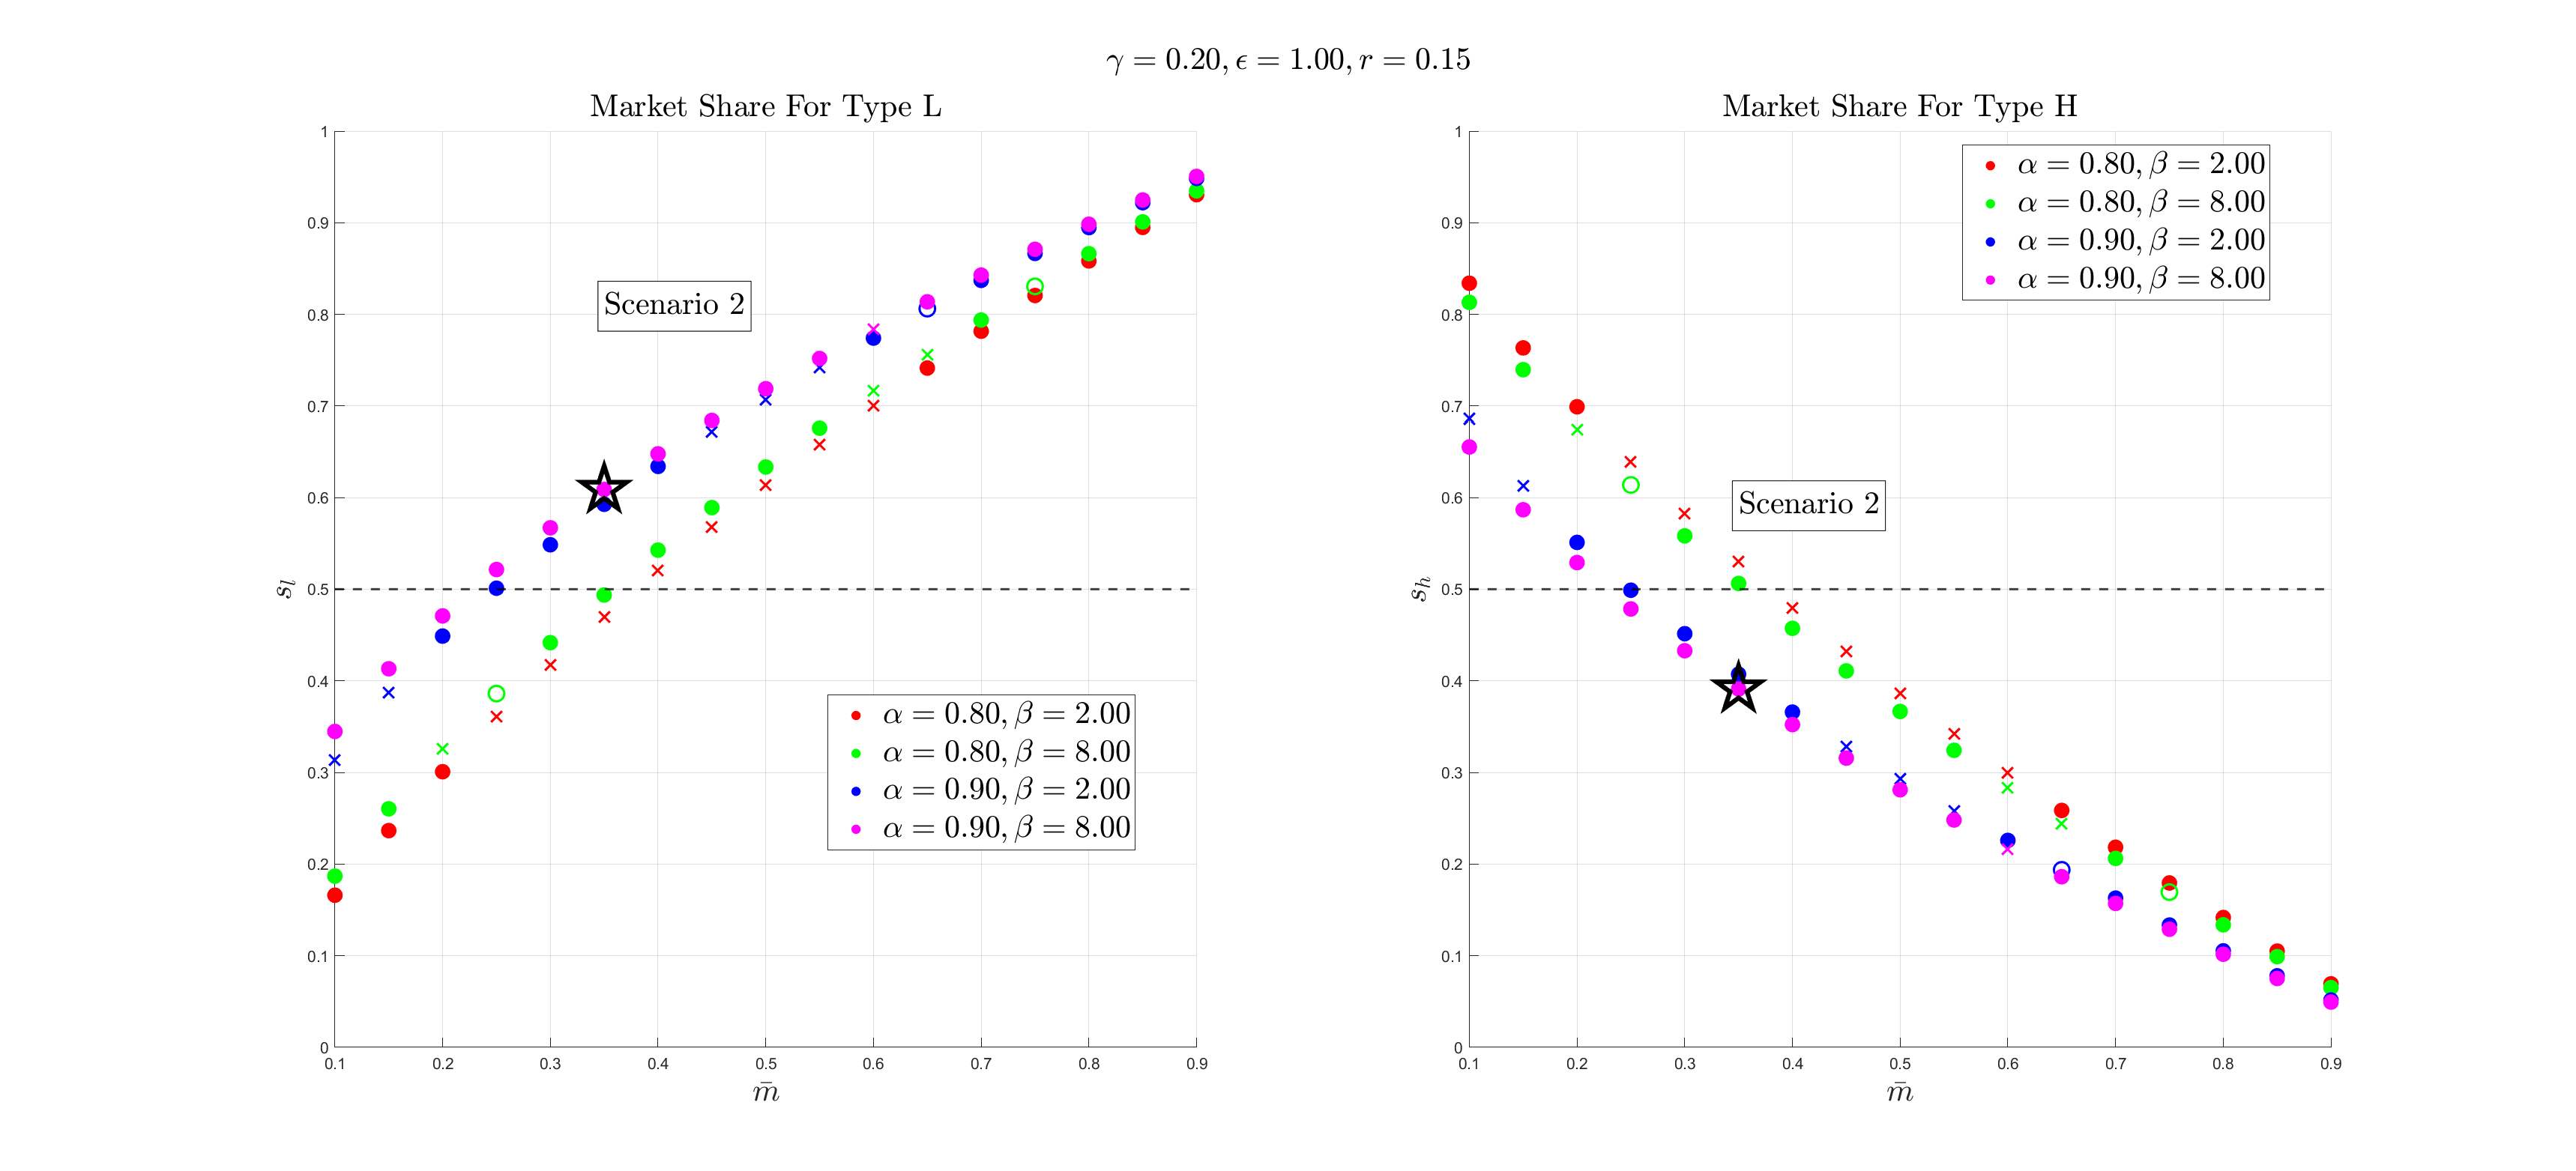 γ = 0.20, ϵ = 1.00, r = 0.15
Market Share For Type L
1
0.9
0.8
0.7
0.6
0.5
0.4
0.3
0.2
0.1
0
s_l
Scenario 2
α = 0.80, β = 2.00
α = 0.80, β = 8.00
α = 0.90, β = 2.00
α = 0.90, β = 8.00
0.1 0.2 0.3 0.4 0.5 0.6 0.7 0.8 0.9
m̄
Market Share For Type H
1
0.9
0.8
0.7
0.6
0.5
0.4
0.3
0.2
0.1
0
s_h
α = 0.80, β = 2.00
α = 0.80, β = 8.00
α = 0.90, β = 2.00
α = 0.90, β = 8.00
Scenario 2
0.1 0.2 0.3 0.4 0.5 0.6 0.7 0.8 0.9
m̄